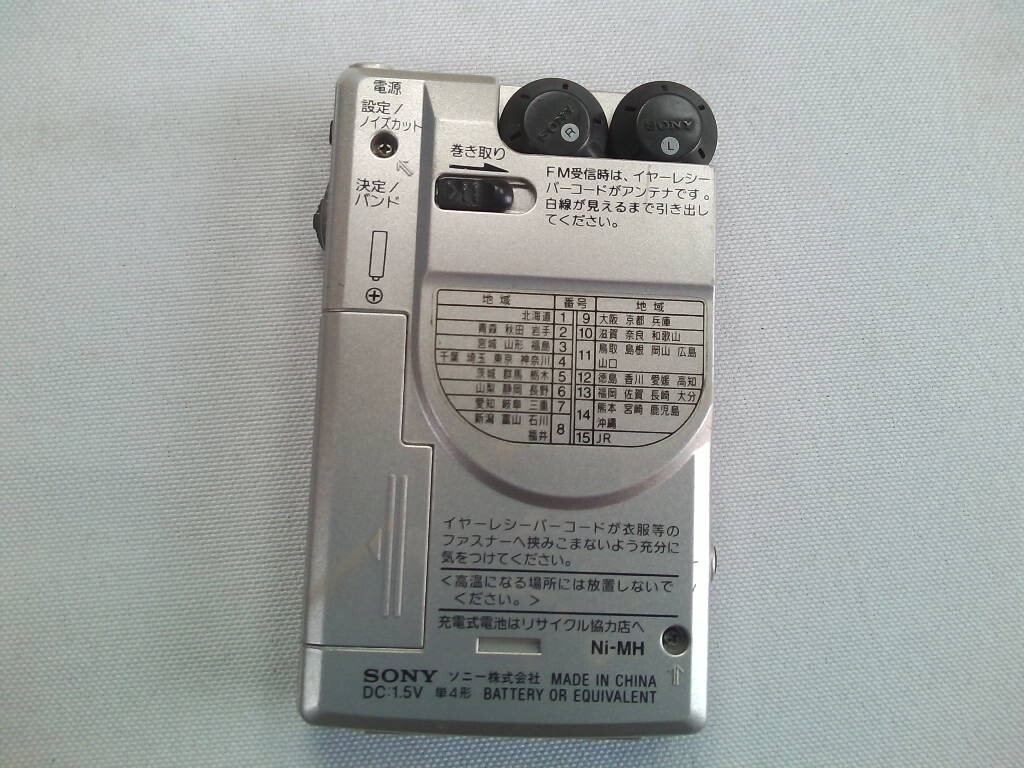 電源
設定/
ノイズカット
決定/
バンド
巻き取り
SONY
R
SONY
L
FM受信時は、イヤーレシー
バーコードがアンテナです。
白線が見えるまで引き出し
てください。
地域 番号 地域
北海道 1 9 大阪 京都 兵庫
青森 秋田 岩手 2 10 滋賀 奈良 和歌山
宮城 山形 福島 3 11 鳥取 島根 岡山 広島
山口
千葉 埼玉 東京 神奈川 4
茨城 群馬 栃木 5 12 徳島 香川 愛媛 高知
山梨 静岡 長野 6 13 福岡 佐賀 長崎 大分
愛知 岐阜 三重 7 14 熊本 宮崎 鹿児島
沖縄
新潟 富山 石川 8
福井 15 JR
イヤーレシーバーコードが衣服等の
ファスナーへ挟みこまないよう充分に
気をつけてください。
<高温になる場所には放置しないで
ください。>
充電式電池はリサイクル協力店へ
Ni-MH
SONY ソニー株式会社 MADE IN CHINA
DC:1.5V 単4形 BATTERY OR EQUIVALENT